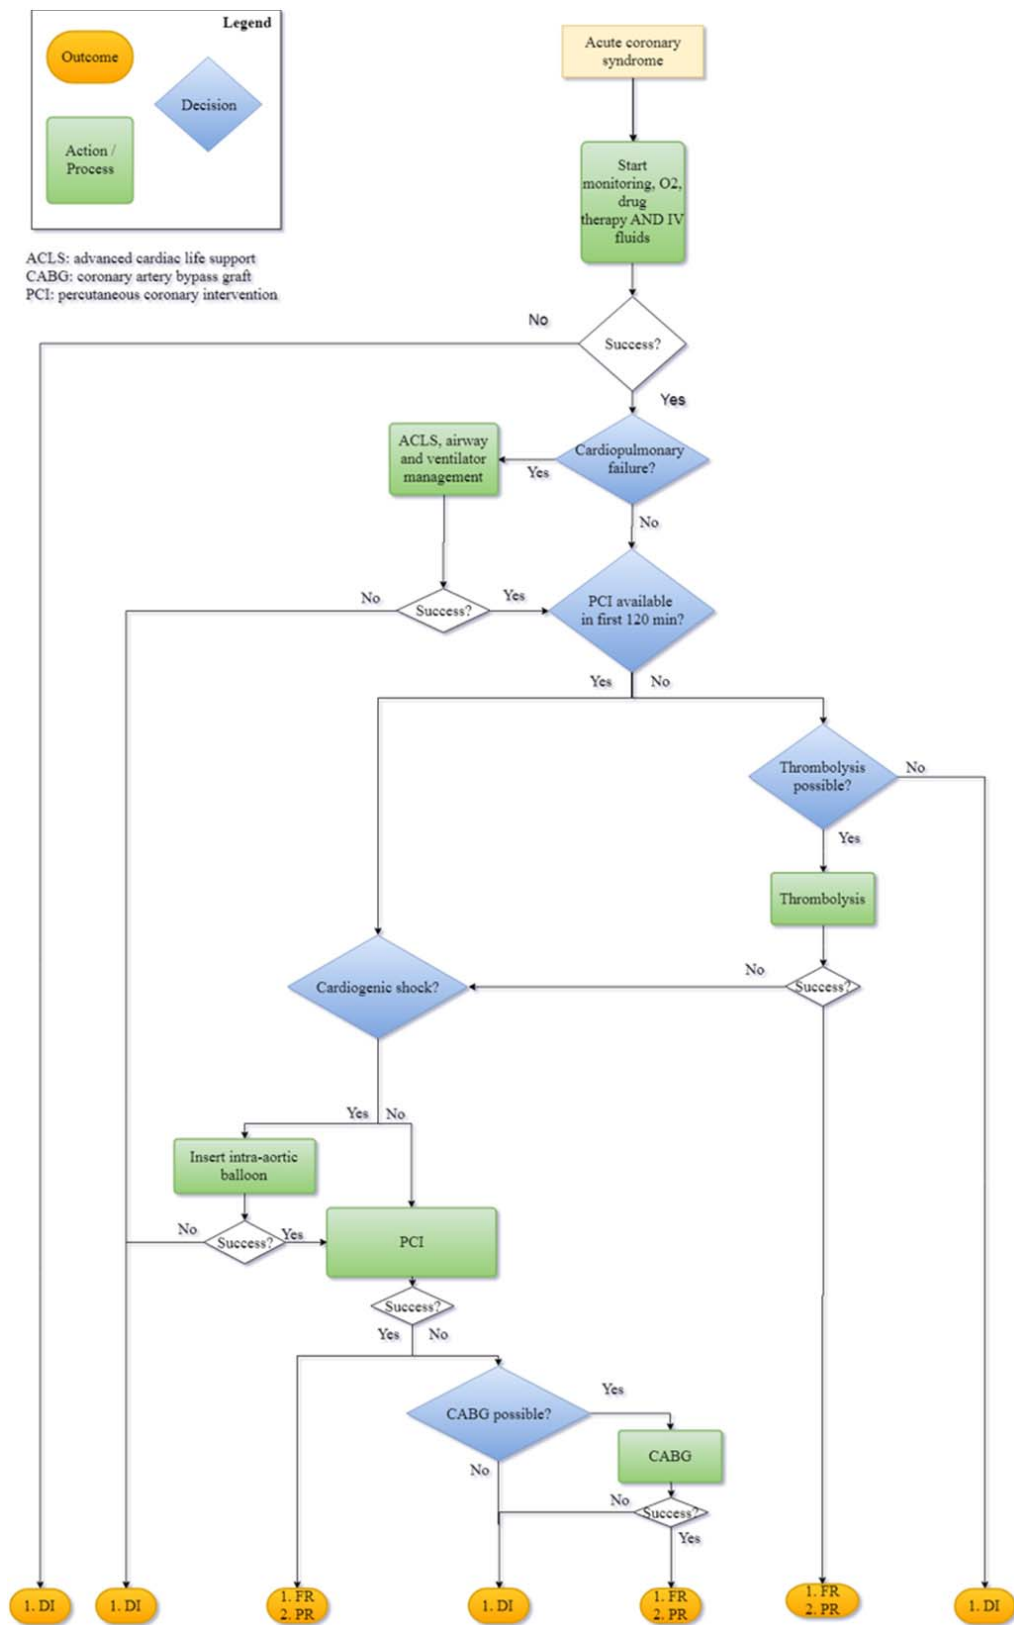 Legend
Outcome
Decision
Action /
Process
ACLS: advanced cardiac life support
CABG: coronary artery bypass graft
PCI: percutaneous coronary intervention
Acute coronary
syndrome
Start
monitoring, O2,
drug
therapy AND IV
fluids
No
Success?
Yes
Cardiopulmonary
failure?
Yes
ACLS, airway
and ventilator
management
No
No
Success?
Yes
PCI available
in first 120 min?
Yes
No
Thrombolysis
possible?
No
Yes
Thrombolysis
No
Success?
Cardiogenic shock?
Yes
No
Insert intra-aortic
balloon
No
Success?
Yes
PCI
Success?
Yes
No
CABG possible?
Yes
No
CABG
No
Success?
Yes
1. DI
1. DI
1. FR
2. PR
1. DI
1. FR
2. PR
1. FR
2. PR
1. DI